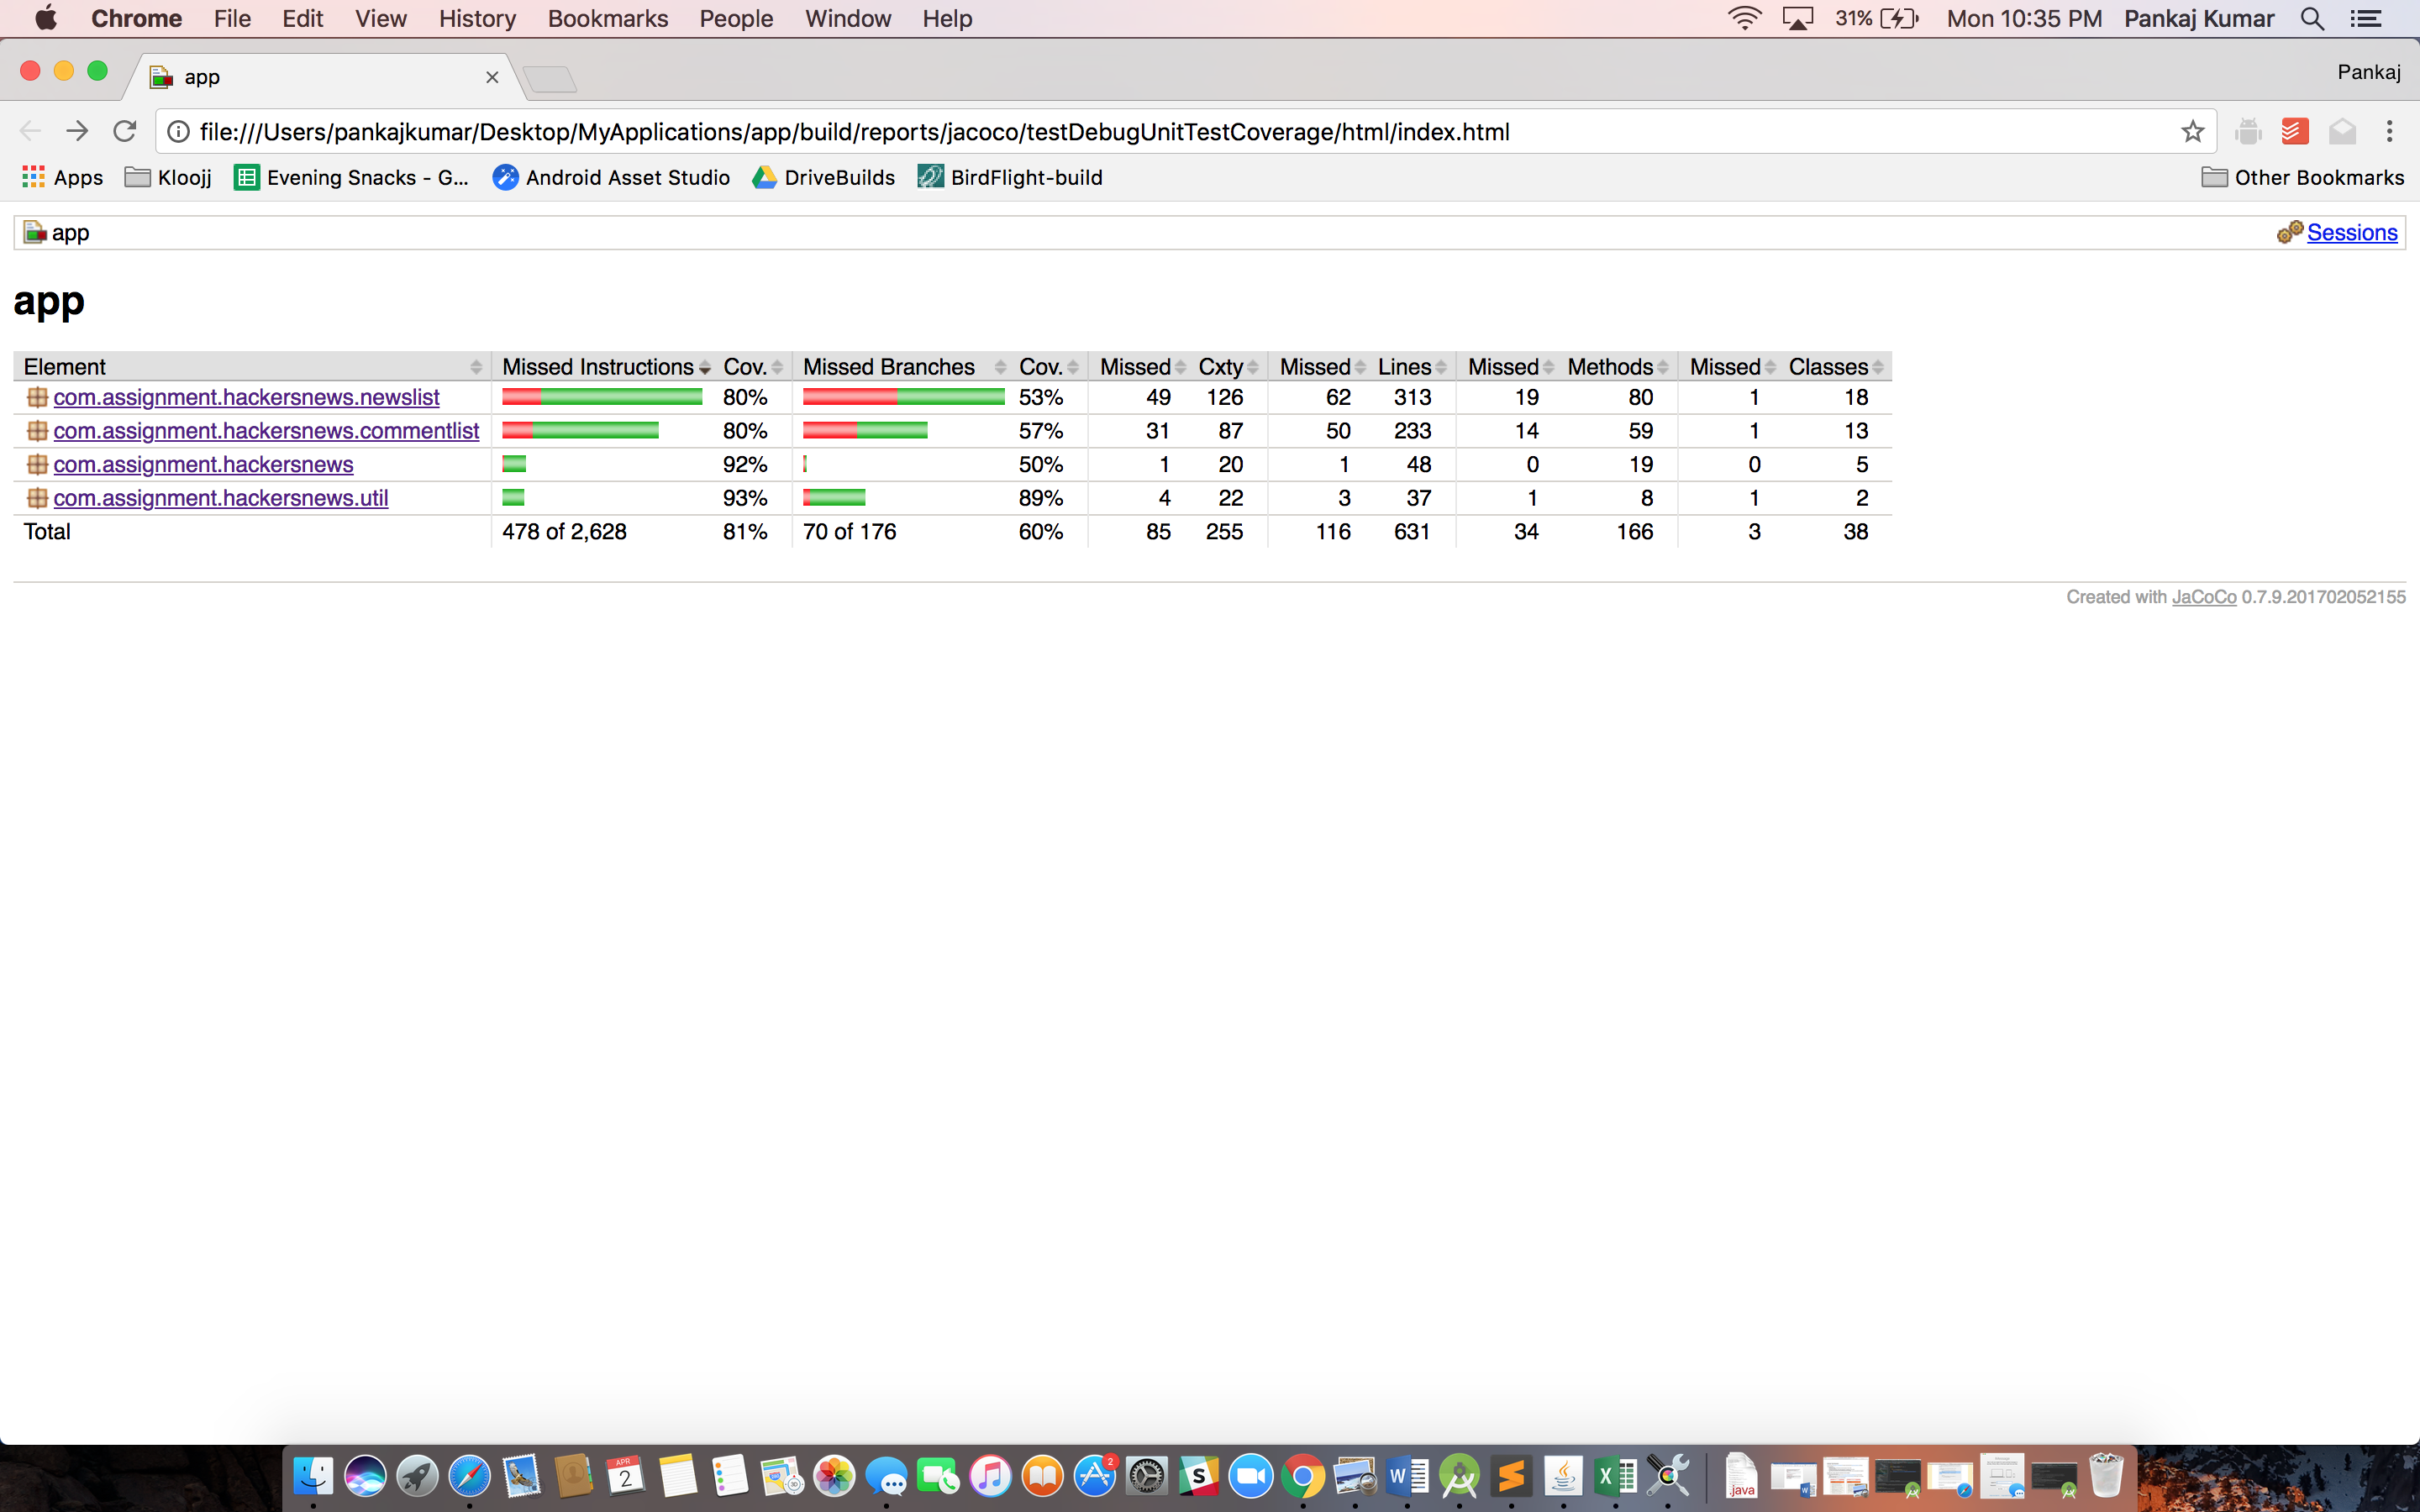 Chrome File Edit View History Bookmarks People Window Help 31% Mon 10:35 PM Pankaj Kumar
app Pankaj
file:///Users/pankajkumar/Desktop/MyApplications/app/build/reports/jacoco/testDebugUnitTestCoverage/html/index.html
Apps Kloojj Evening Snacks - G... Android Asset Studio DriveBuilds BirdFlight-build Other Bookmarks
app Sessions
app
Element Missed Instructions Cov. Missed Branches Cov. Missed Cxty Missed Lines Missed Methods Missed Classes
com.assignment.hackersnews.newslist 80% 53% 49 126 62 313 19 80 1 18
com.assignment.hackersnews.commentlist 80% 57% 31 87 50 233 14 59 1 13
com.assignment.hackersnews 92% 50% 1 20 1 48 0 19 0 5
com.assignment.hackersnews.util 93% 89% 4 22 3 37 1 8 1 2
Total 478 of 2,628 81% 70 of 176 60% 85 255 116 631 34 166 3 38
Created with JaCoCo 0.7.9.201702052155
APR
2
2
S
W
X
.java